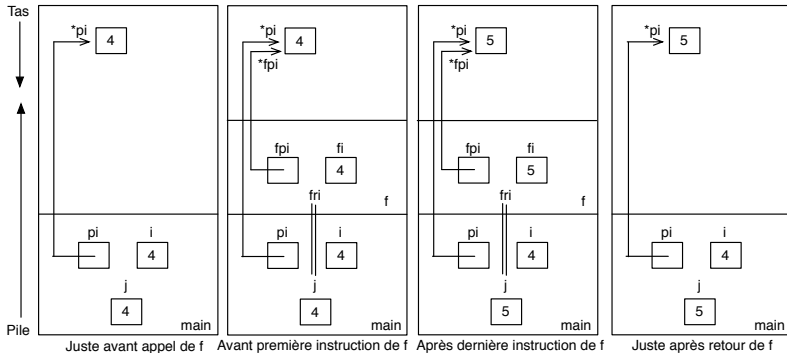 Tas
Pile
*pi
4
pi
i
4
j
4
main
Juste avant appel de f
*pi
4
*fpi
fpi
fi
4
fri
f
pi
i
4
j
4
main
Avant première instruction de f
*pi
5
*fpi
fpi
fi
5
fri
f
pi
i
4
j
5
main
Après dernière instruction de f
*pi
5
pi
i
4
j
5
main
Juste après retour de f